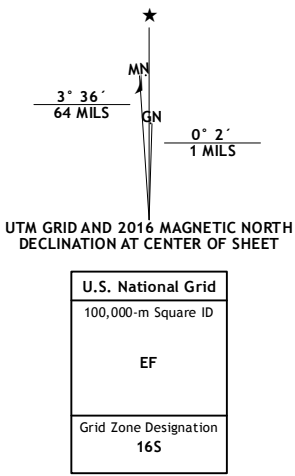 ★
MN
3° 36´
64 MILS
GN
0° 2´
1 MILS
UTM GRID AND 2016 MAGNETIC NORTH
DECLINATION AT CENTER OF SHEET
U.S. National Grid
100,000-m Square ID
EF
Grid Zone Designation
16S